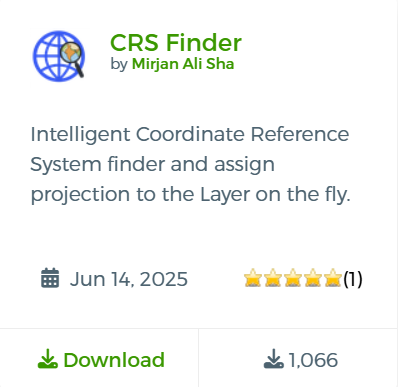 CRS Finder
by Mirjan Ali Sha
Intelligent Coordinate Reference
System finder and assign
projection to the Layer on the fly.
Jun 14, 2025 (1)
Download 1,066